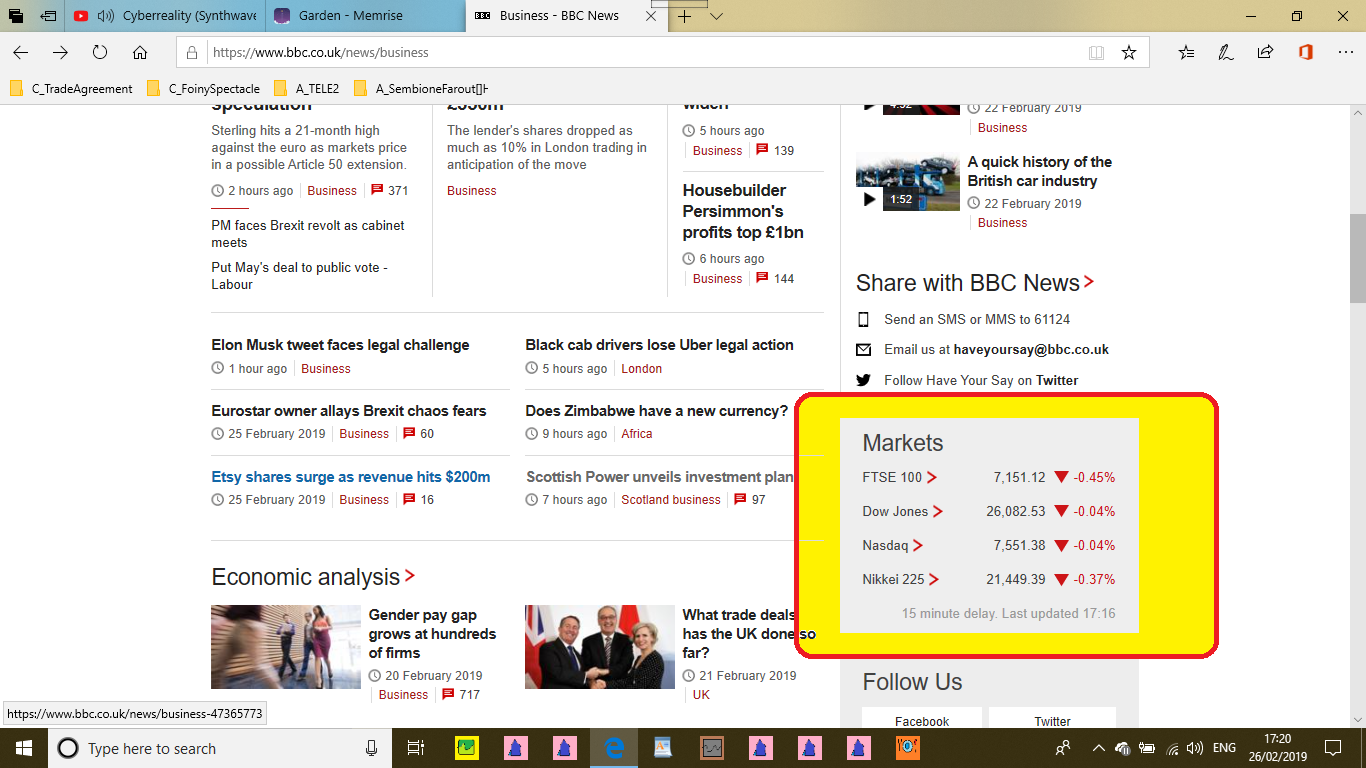 Cyberreality (Synthwave
Garden - Memrise
BBC Business - BBC News
https://www.bbc.co.uk/news/business
C_TradeAgreement
C_FoinySpectacle
A_TELE2
A_SembioneFarout[]H
speculation
Sterling hits a 21-month high
against the euro as markets price
in a possible Article 50 extension.
2 hours ago Business 371
PM faces Brexit revolt as cabinet
meets
Put May's deal to public vote -
Labour
£350m
The lender's shares dropped as
much as 10% in London trading in
anticipation of the move
Business
widen
5 hours ago
Business 139
Housebuilder
Persimmon's
profits top £1bn
6 hours ago
Business 144
4:52
22 February 2019
Business
1:52
A quick history of the
British car industry
22 February 2019
Business
Share with BBC News
Send an SMS or MMS to 61124
Email us at haveyoursay@bbc.co.uk
Follow Have Your Say on Twitter
Elon Musk tweet faces legal challenge
1 hour ago Business
Black cab drivers lose Uber legal action
5 hours ago London
Eurostar owner allays Brexit chaos fears
25 February 2019 Business 60
Does Zimbabwe have a new currency?
9 hours ago Africa
Etsy shares surge as revenue hits $200m
25 February 2019 Business 16
Scottish Power unveils investment plan
7 hours ago Scotland business 97
Markets
FTSE 100 7,151.12 -0.45%
Dow Jones 26,082.53 -0.04%
Nasdaq 7,551.38 -0.04%
Nikkei 225 21,449.39 -0.37%
15 minute delay. Last updated 17:16
Economic analysis
Gender pay gap
grows at hundreds
of firms
20 February 2019
Business 717
What trade deals
has the UK done so
far?
21 February 2019
UK
Follow Us
Facebook
Twitter
https://www.bbc.co.uk/news/business-47365773
Type here to search
ENG
17:20
26/02/2019